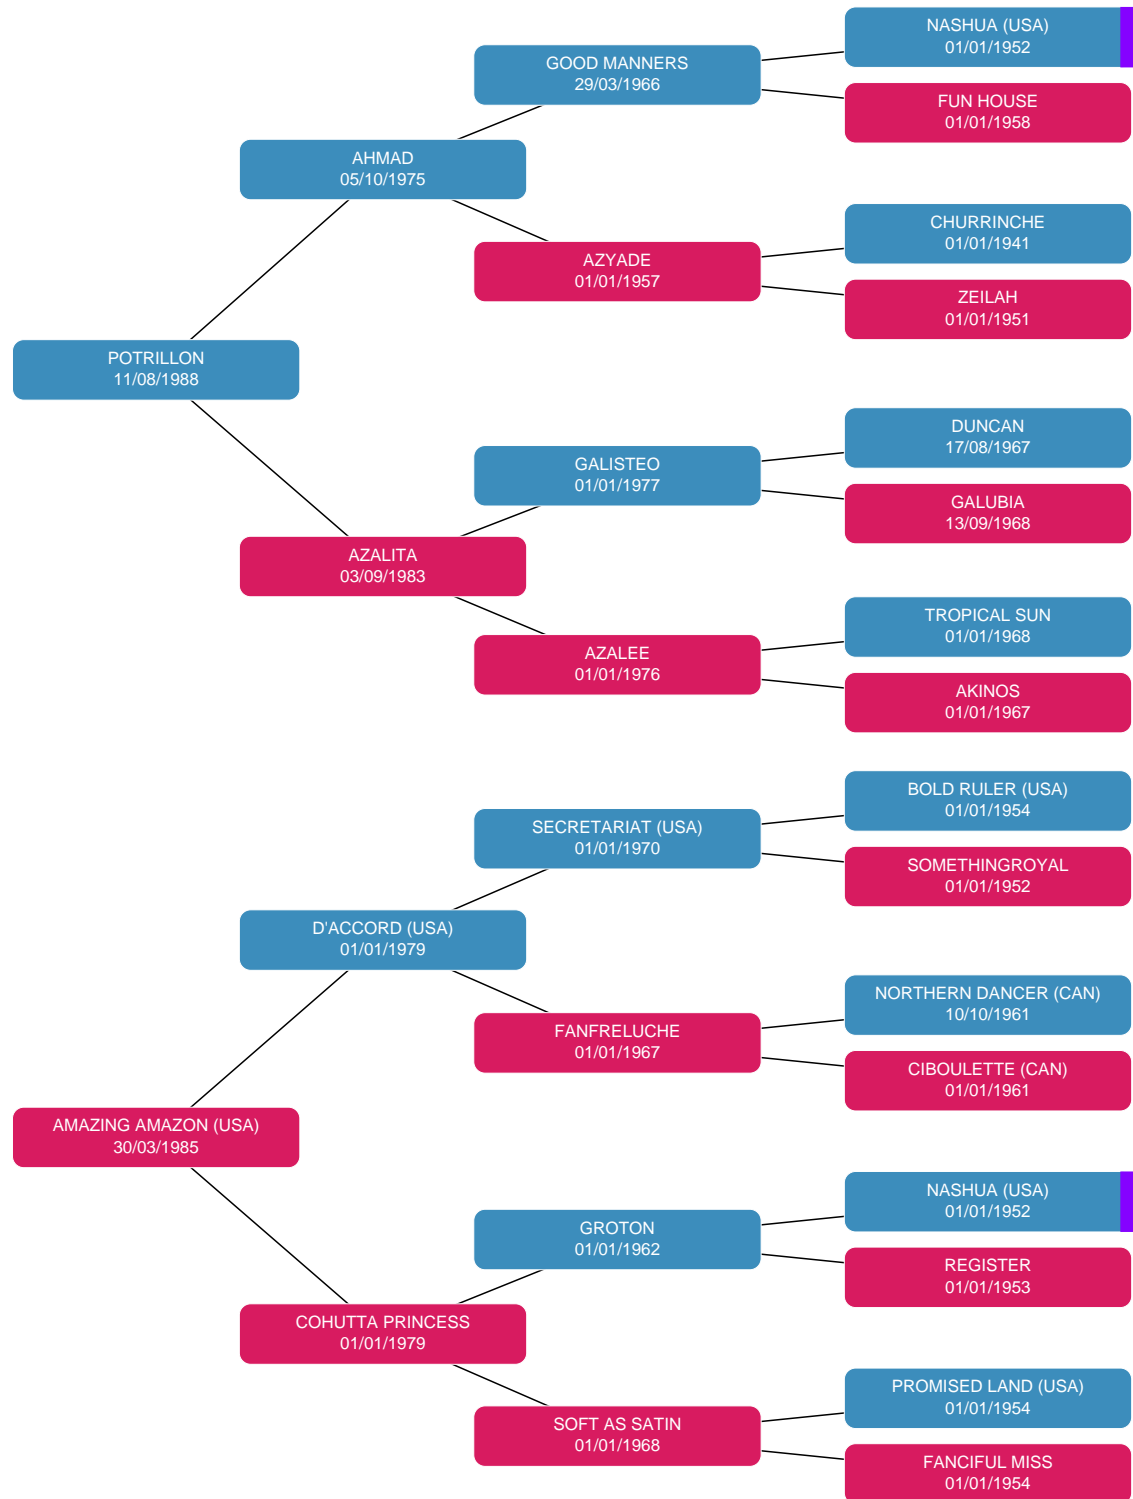 NASHUA (USA)
01/01/1952
GOOD MANNERS
29/03/1966
FUN HOUSE
01/01/1958
AHMAD
05/10/1975
CHURRINCHE
01/01/1941
AZYADE
01/01/1957
ZEILAH
01/01/1951
POTRILLON
11/08/1988
DUNCAN
17/08/1967
GALISTEO
01/01/1977
GALUBIA
13/09/1968
AZALITA
03/09/1983
TROPICAL SUN
01/01/1968
AZALEE
01/01/1976
AKINOS
01/01/1967
BOLD RULER (USA)
01/01/1954
SECRETARIAT (USA)
01/01/1970
SOMETHINGROYAL
01/01/1952
D'ACCORD (USA)
01/01/1979
NORTHERN DANCER (CAN)
10/10/1961
FANFRELUCHE
01/01/1967
CIBOULETTE (CAN)
01/01/1961
AMAZING AMAZON (USA)
30/03/1985
NASHUA (USA)
01/01/1952
GROTON
01/01/1962
REGISTER
01/01/1953
COHUTTA PRINCESS
01/01/1979
PROMISED LAND (USA)
01/01/1954
SOFT AS SATIN
01/01/1968
FANCIFUL MISS
01/01/1954